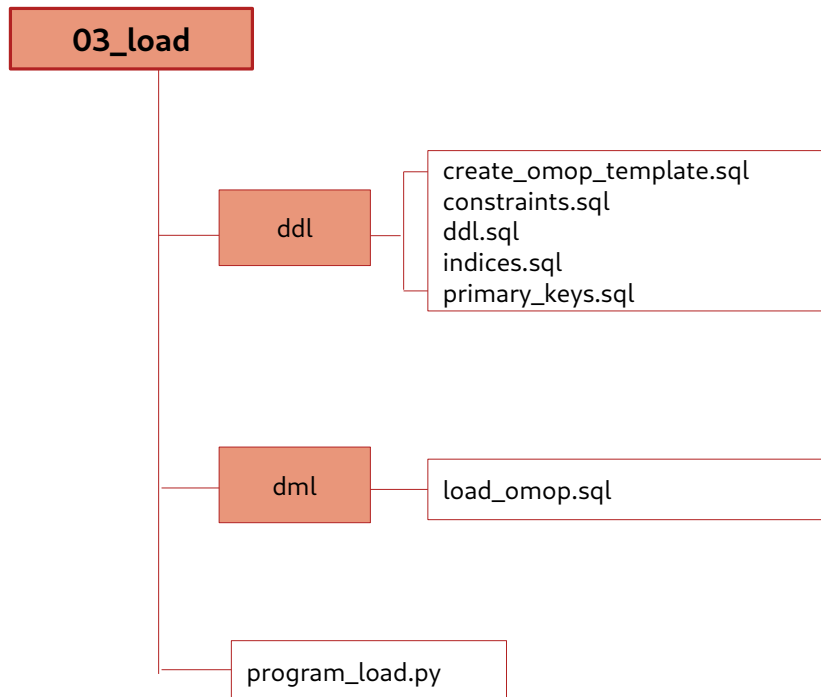 03_load
ddl
create_omop_template.sql
constraints.sql
ddl.sql
indices.sql
primary_keys.sql
dml
load_omop.sql
program_load.py